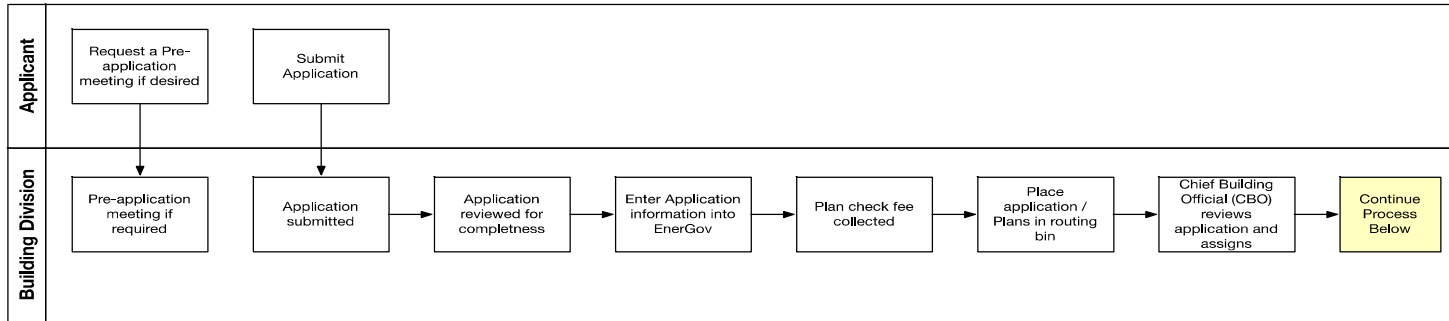 Applicant
Request a Pre-
application
meeting if desired
Submit
Application
Building Division
Pre-application
meeting if
required
Application
submitted
Application
reviewed for
completness
Enter Application
information into
EnerGov
Plan check fee
collected
Place
application /
Plans in routing
bin
Chief Building
Official (CBO)
reviews
application and
assigns
Continue
Process
Below